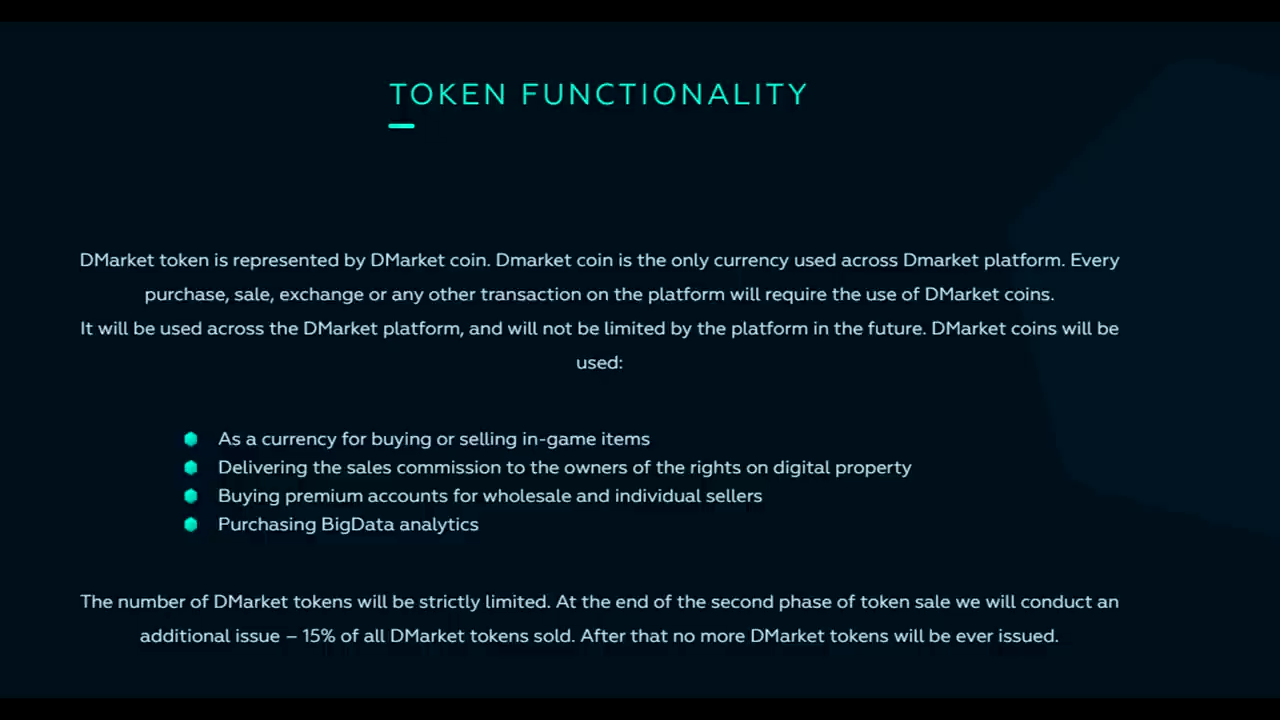 TOKEN FUNCTIONALITY
DMarket token is represented by DMarket coin. Dmarket coin is the only currency used across Dmarket platform. Every
purchase, sale, exchange or any other transaction on the platform will require the use of DMarket coins.
It will be used across the DMarket platform, and will not be limited by the platform in the future. DMarket coins will be
used:
As a currency for buying or selling in-game items
Delivering the sales commission to the owners of the rights on digital property
Buying premium accounts for wholesale and individual sellers
Purchasing BigData analytics
The number of DMarket tokens will be strictly limited. At the end of the second phase of token sale we will conduct an
additional issue – 15% of all DMarket tokens sold. After that no more DMarket tokens will be ever issued.